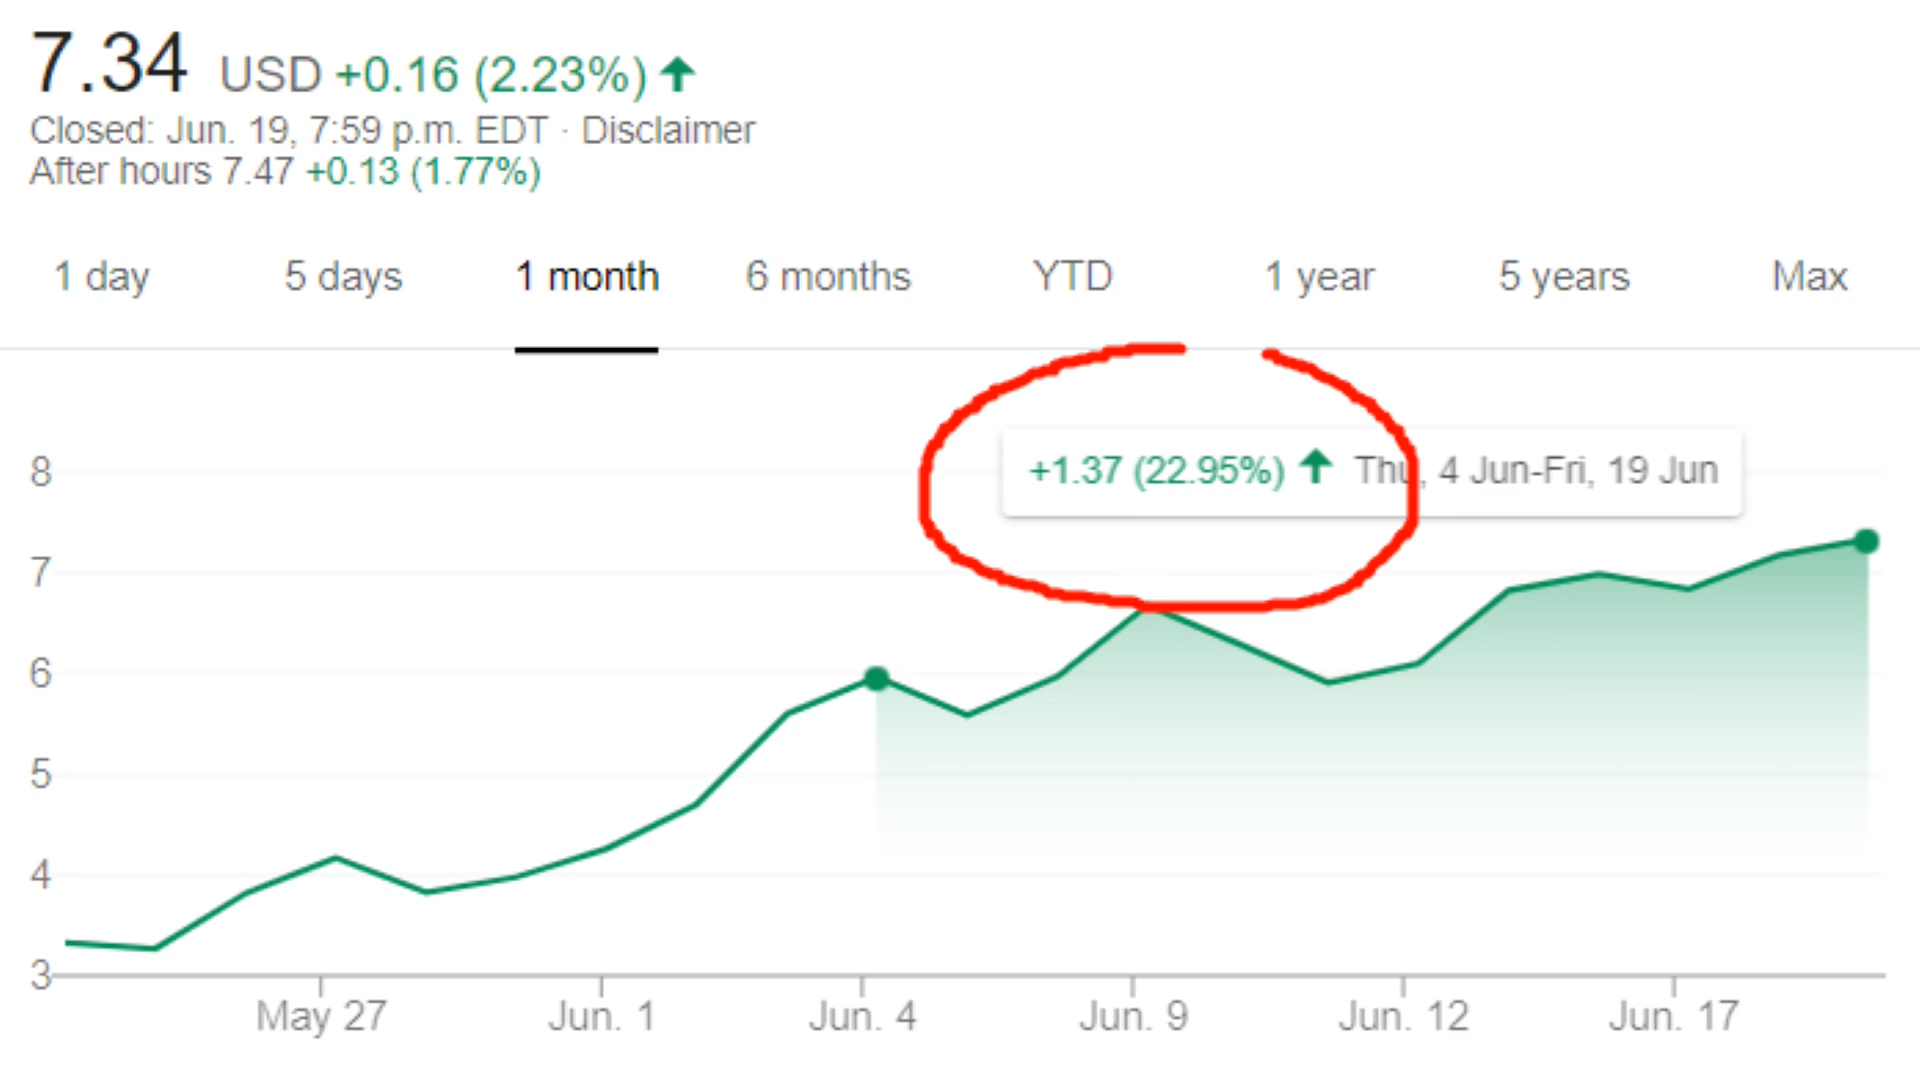 7.34 USD +0.16 (2.23%)
Closed: Jun. 19, 7:59 p.m. EDT · Disclaimer
After hours 7.47 +0.13 (1.77%)
1 day 5 days 1 month 6 months YTD 1 year 5 years Max
+1.37 (22.95%) Thu, 4 Jun-Fri, 19 Jun
8
7
6
5
4
3
May 27 Jun. 1 Jun. 4 Jun. 9 Jun. 12 Jun. 17